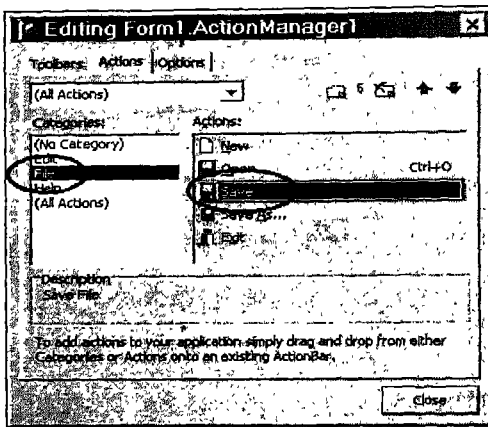 Editing Form1.ActionManager1
Toolbars Actions Options
(All Actions)
Categories: Actions:
(No Category)
Edit
File
Help
(All Actions)
New
Open Ctrl+O
Save
Save As...
Exit
Description
Save File
To add actions to your application simply drag and drop from either
Categories or Actions onto an existing ActionBar.
Close